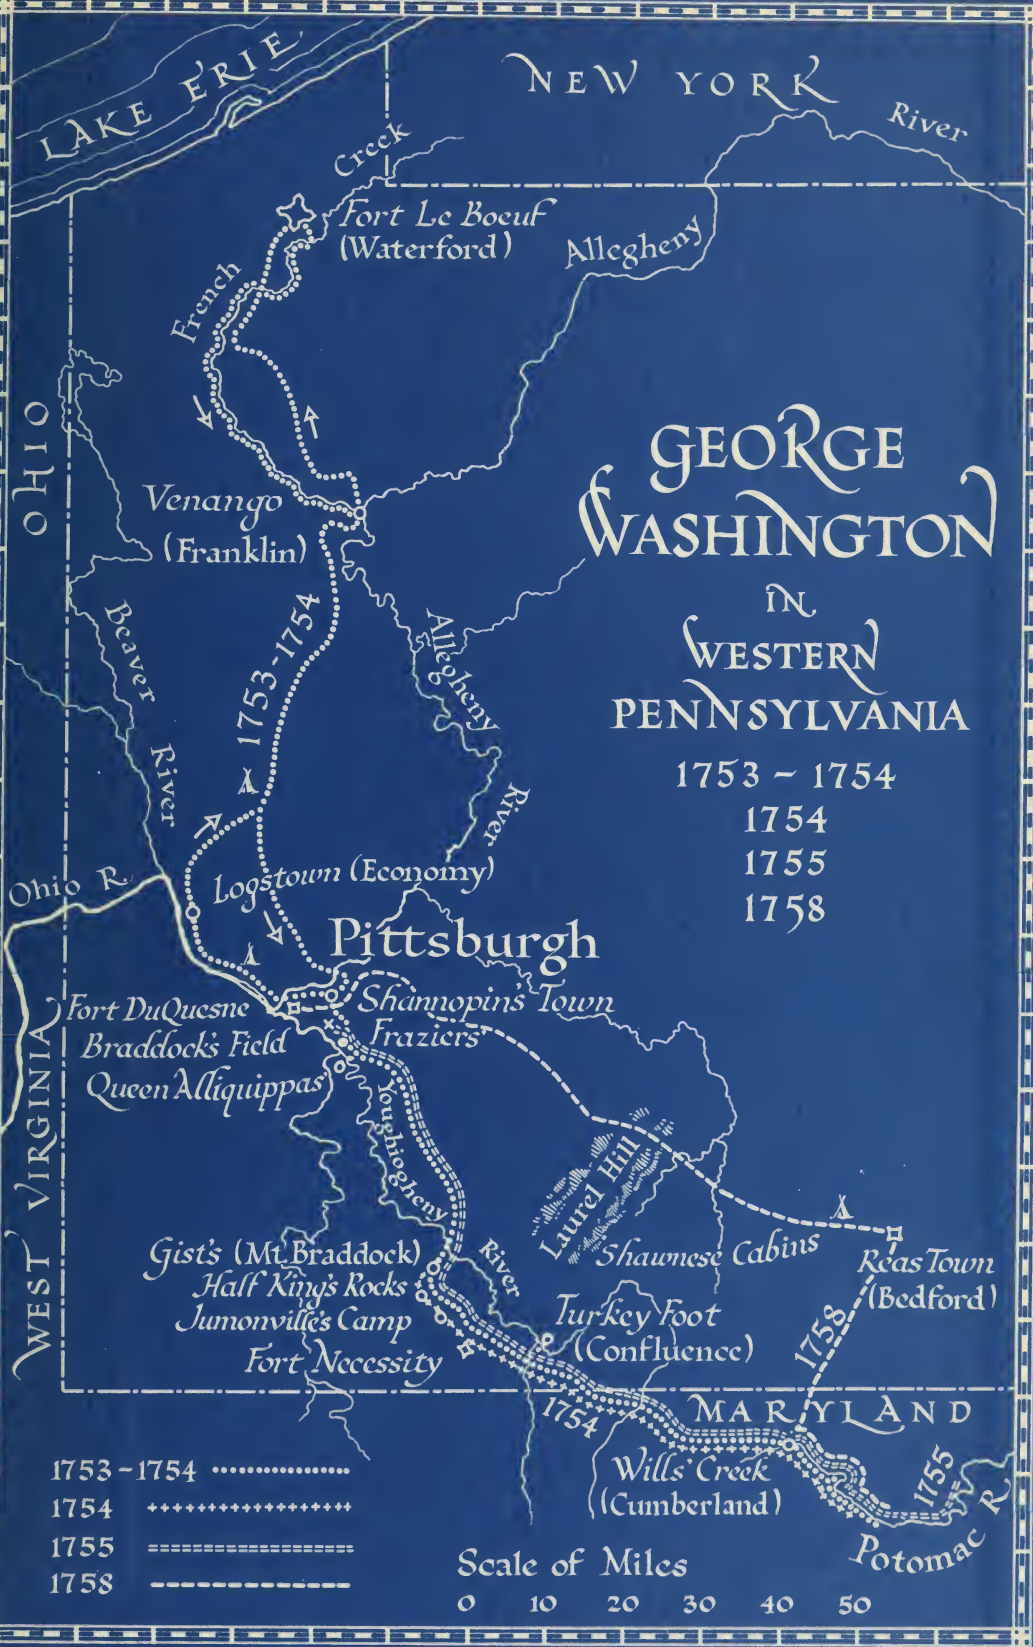 LAKE ERIE
NEW YORK
River
Creek
Fort Le Boeuf
(Waterford)
Allegheny
French
OHIO
GEORGE
WASHINGTON
IN
WESTERN
PENNSYLVANIA
1753 - 1754
1754
1755
1758
Venango
(Franklin)
1753-1754
Beaver
River
Allegheny
River
Ohio R.
Logstown (Economy)
Pittsburgh
Fort DuQuesne
Shannopin's Town
Braddock's Field
Fraziers'
Queen Alliquippas'
Youghiogheny
River
Laurel Hill
WEST VIRGINIA
Gist's (Mt. Braddock)
Half King's Rocks
Jumonville's Camp
Fort Necessity
Shawnese Cabins
Reas Town
(Bedford)
Turkey Foot
(Confluence)
1758
1754
MARYLAND
Wills' Creek
(Cumberland)
1755
Potomac R.
1753-1754
1754
1755
1758
Scale of Miles
0 10 20 30 40 50